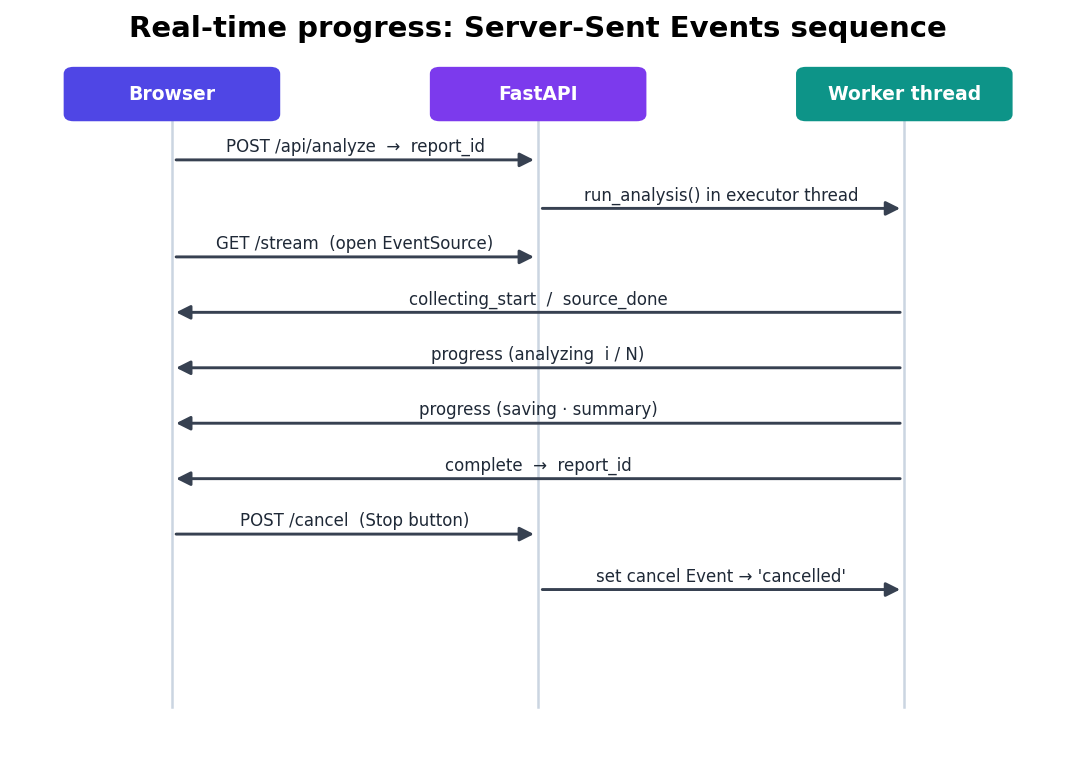 Real-time progress: Server-Sent Events sequence
Browser
FastAPI
Worker thread
POST /api/analyze → report_id
run_analysis() in executor thread
GET /stream (open EventSource)
collecting_start / source_done
progress (analyzing i / N)
progress (saving · summary)
complete → report_id
POST /cancel (Stop button)
set cancel Event → 'cancelled'